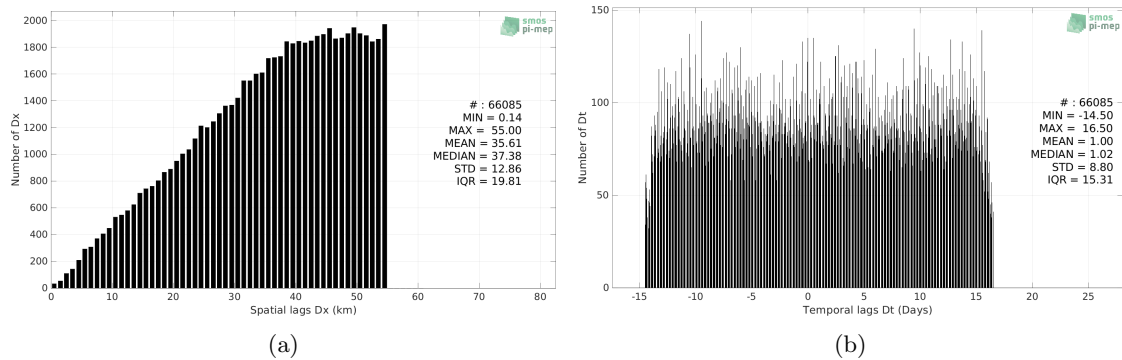 2000
1800
1600
1400
1200
1000
800
600
400
200
0
Number of Dx
0 10 20 30 40 50 60 70 80
Spatial lags Dx (km)
smos
pi-mep
# : 66085
MIN = 0.14
MAX = 55.00
MEAN = 35.61
MEDIAN = 37.38
STD = 12.86
IQR = 19.81
(a)
150
100
50
0
Number of Dt
-15 -10 -5 0 5 10 15 20 25
Temporal lags Dt (Days)
smos
pi-mep
# : 66085
MIN = -14.50
MAX = 16.50
MEAN = 1.00
MEDIAN = 1.02
STD = 8.80
IQR = 15.31
(b)